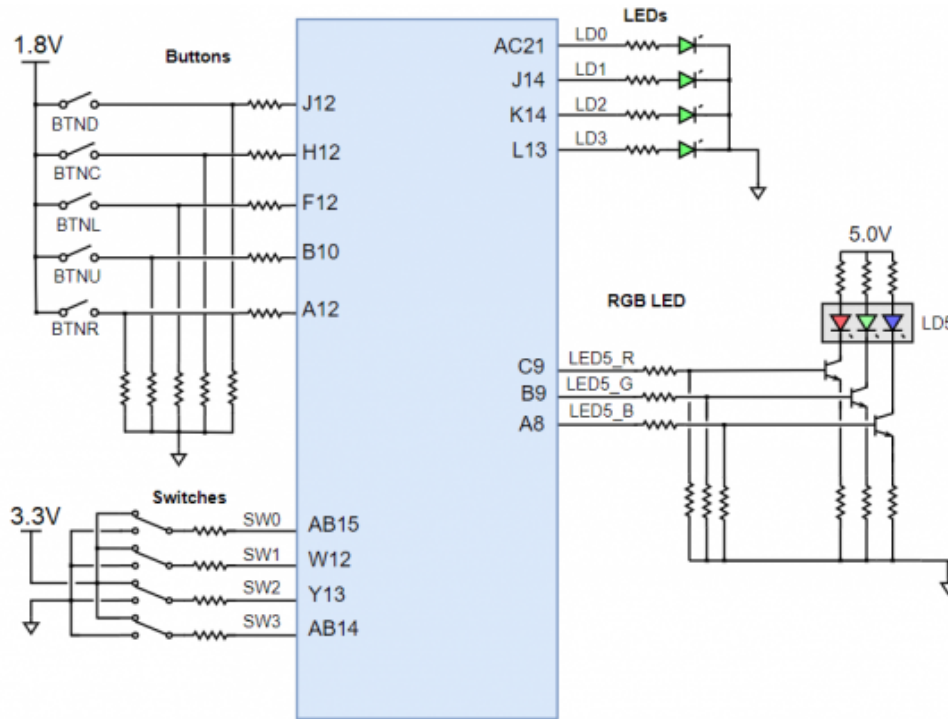 1.8V
Buttons
BTND
J12
BTNC
H12
BTNL
F12
BTNU
B10
BTNR
A12
LEDs
AC21
LD0
J14
LD1
K14
LD2
L13
LD3
5.0V
RGB LED
LD5
C9
LED5_R
B9
LED5_G
A8
LED5_B
Switches
3.3V
SW0
AB15
SW1
W12
SW2
Y13
SW3
AB14